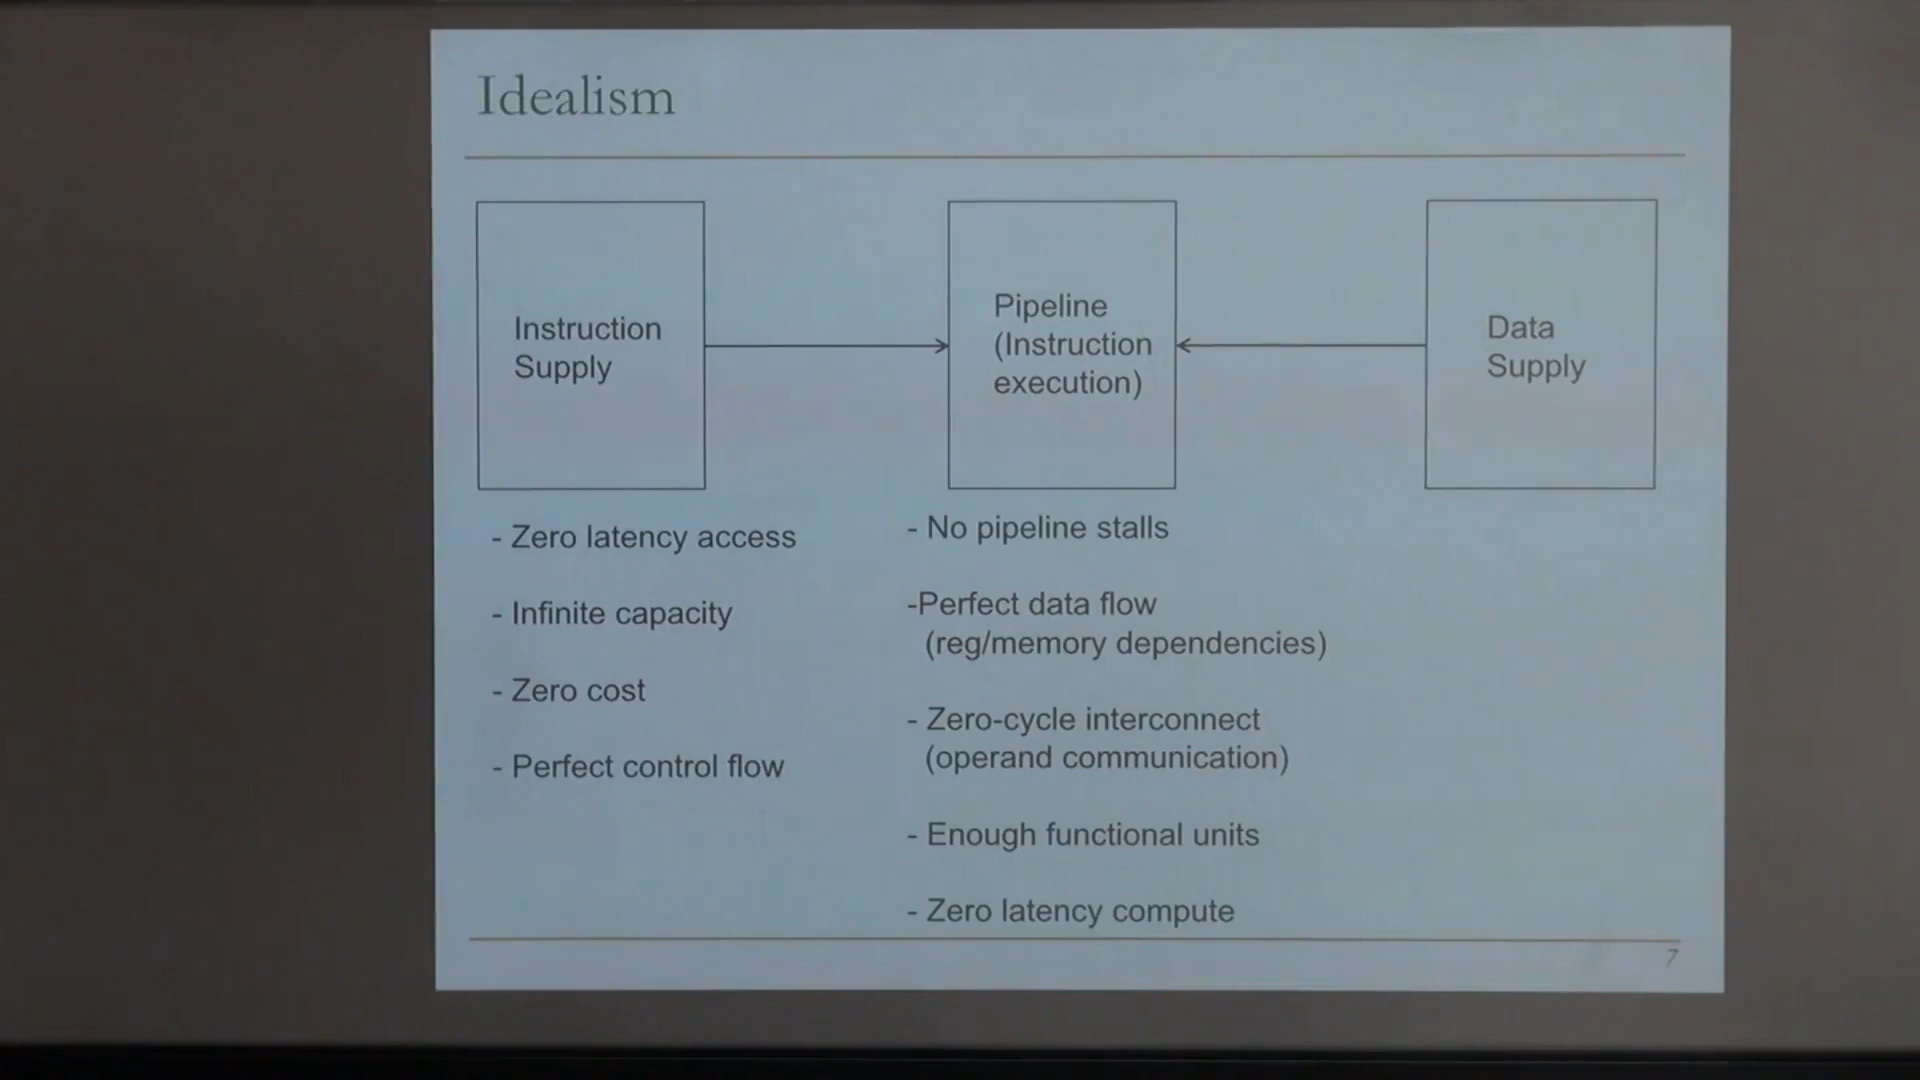 Idealism
Instruction
Supply
Pipeline
(Instruction
execution)
Data
Supply
- Zero latency access
- Infinite capacity
- Zero cost
- Perfect control flow
- No pipeline stalls
-Perfect data flow
(reg/memory dependencies)
- Zero-cycle interconnect
(operand communication)
- Enough functional units
- Zero latency compute
7